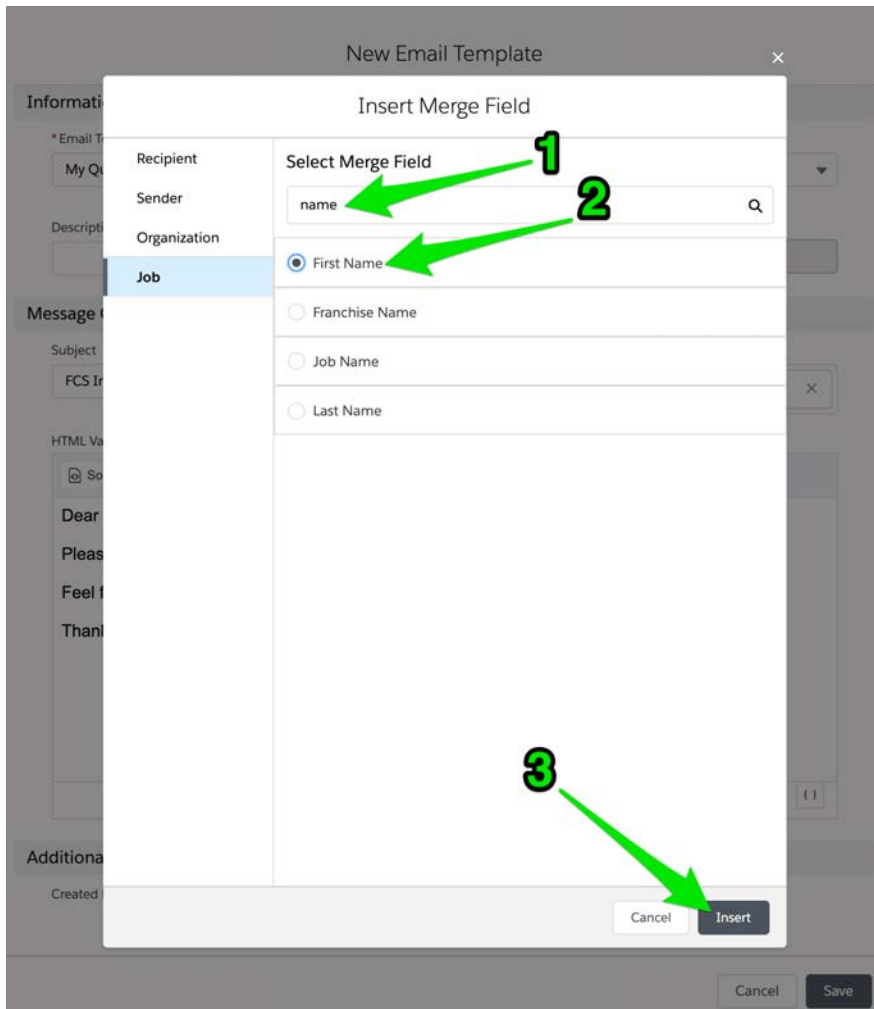 New Email Template
×
Insert Merge Field
Informati
* Email T
My Qu
Descripti
Message
Subject
FCS In
HTML Va
So
Dear
Pleas
Feel f
Thank
Additiona
Created
Recipient
Sender
Organization
Job
Select Merge Field
1
name
2
First Name
Franchise Name
Job Name
Last Name
3
Cancel
Insert
Cancel
Save